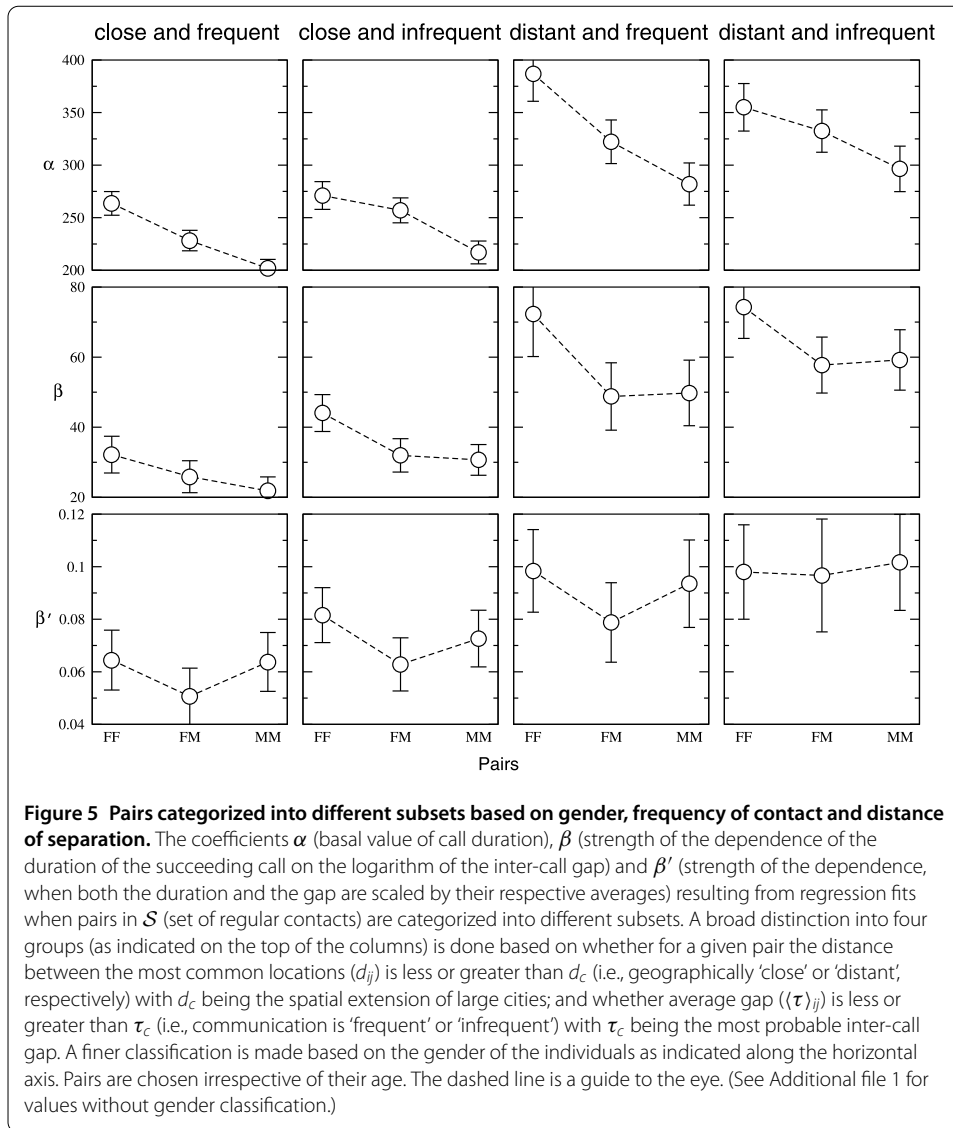 close and frequent close and infrequent distant and frequent distant and infrequent
400
350
α
300
250
200
80
60
β
40
20
0.12
0.1
β′
0.08
0.06
0.04
FF FM MM FF FM MM FF FM MM FF FM MM
Pairs
Figure 5 Pairs categorized into different subsets based on gender, frequency of contact and distance
of separation. The coefficients α (basal value of call duration), β (strength of the dependence of the
duration of the succeeding call on the logarithm of the inter-call gap) and β′ (strength of the dependence,
when both the duration and the gap are scaled by their respective averages) resulting from regression fits
when pairs in S (set of regular contacts) are categorized into different subsets. A broad distinction into four
groups (as indicated on the top of the columns) is done based on whether for a given pair the distance
between the most common locations (dij) is less or greater than dc (i.e., geographically ‘close’ or ‘distant’,
respectively) with dc being the spatial extension of large cities; and whether average gap (⟨τ⟩ij) is less or
greater than τc (i.e., communication is ‘frequent’ or ‘infrequent’) with τc being the most probable inter-call
gap. A finer classification is made based on the gender of the individuals as indicated along the horizontal
axis. Pairs are chosen irrespective of their age. The dashed line is a guide to the eye. (See Additional file 1 for
values without gender classification.)